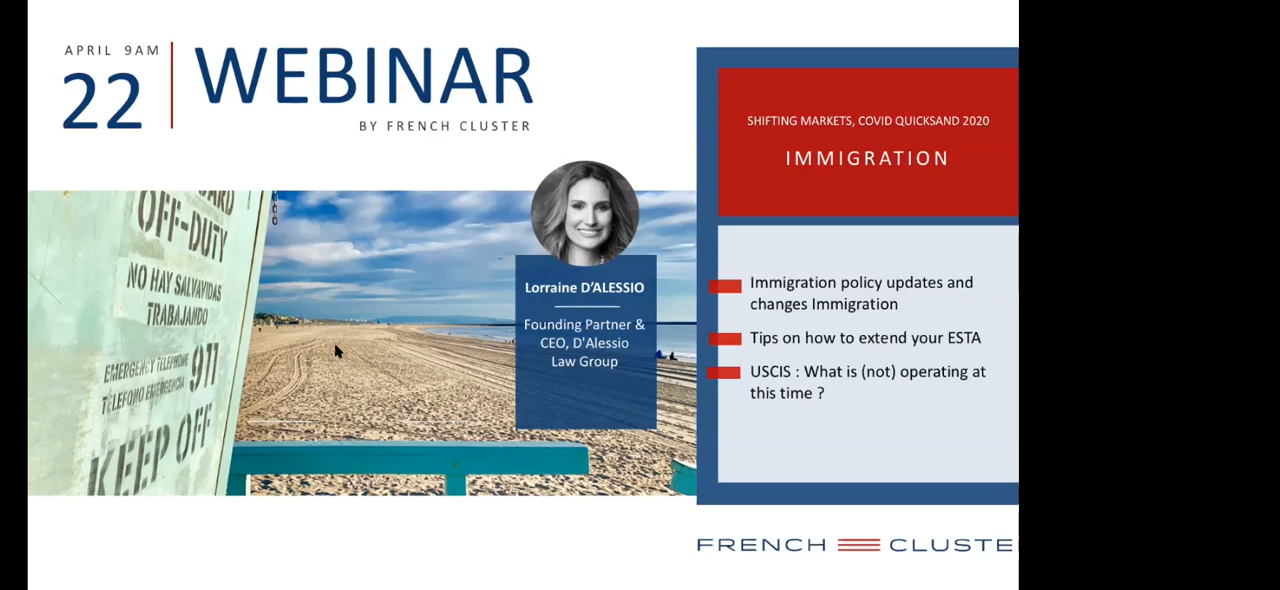 APRIL 9AM
22
WEBINAR
BY FRENCH CLUSTER
SHIFTING MARKETS, COVID QUICKSAND 2020
IMMIGRATION
OFF-DUTY
NO HAY SALVAVIDAS
TRABAJANDO
EMERGENCY TELEPHONE 911
TELEFONO EMERGENCIA
KEEP OFF
Lorraine D'ALESSIO
Founding Partner &
CEO, D'Alessio
Law Group
Immigration policy updates and
changes Immigration
Tips on how to extend your ESTA
USCIS : What is (not) operating at
this time ?
FRENCH CLUSTE